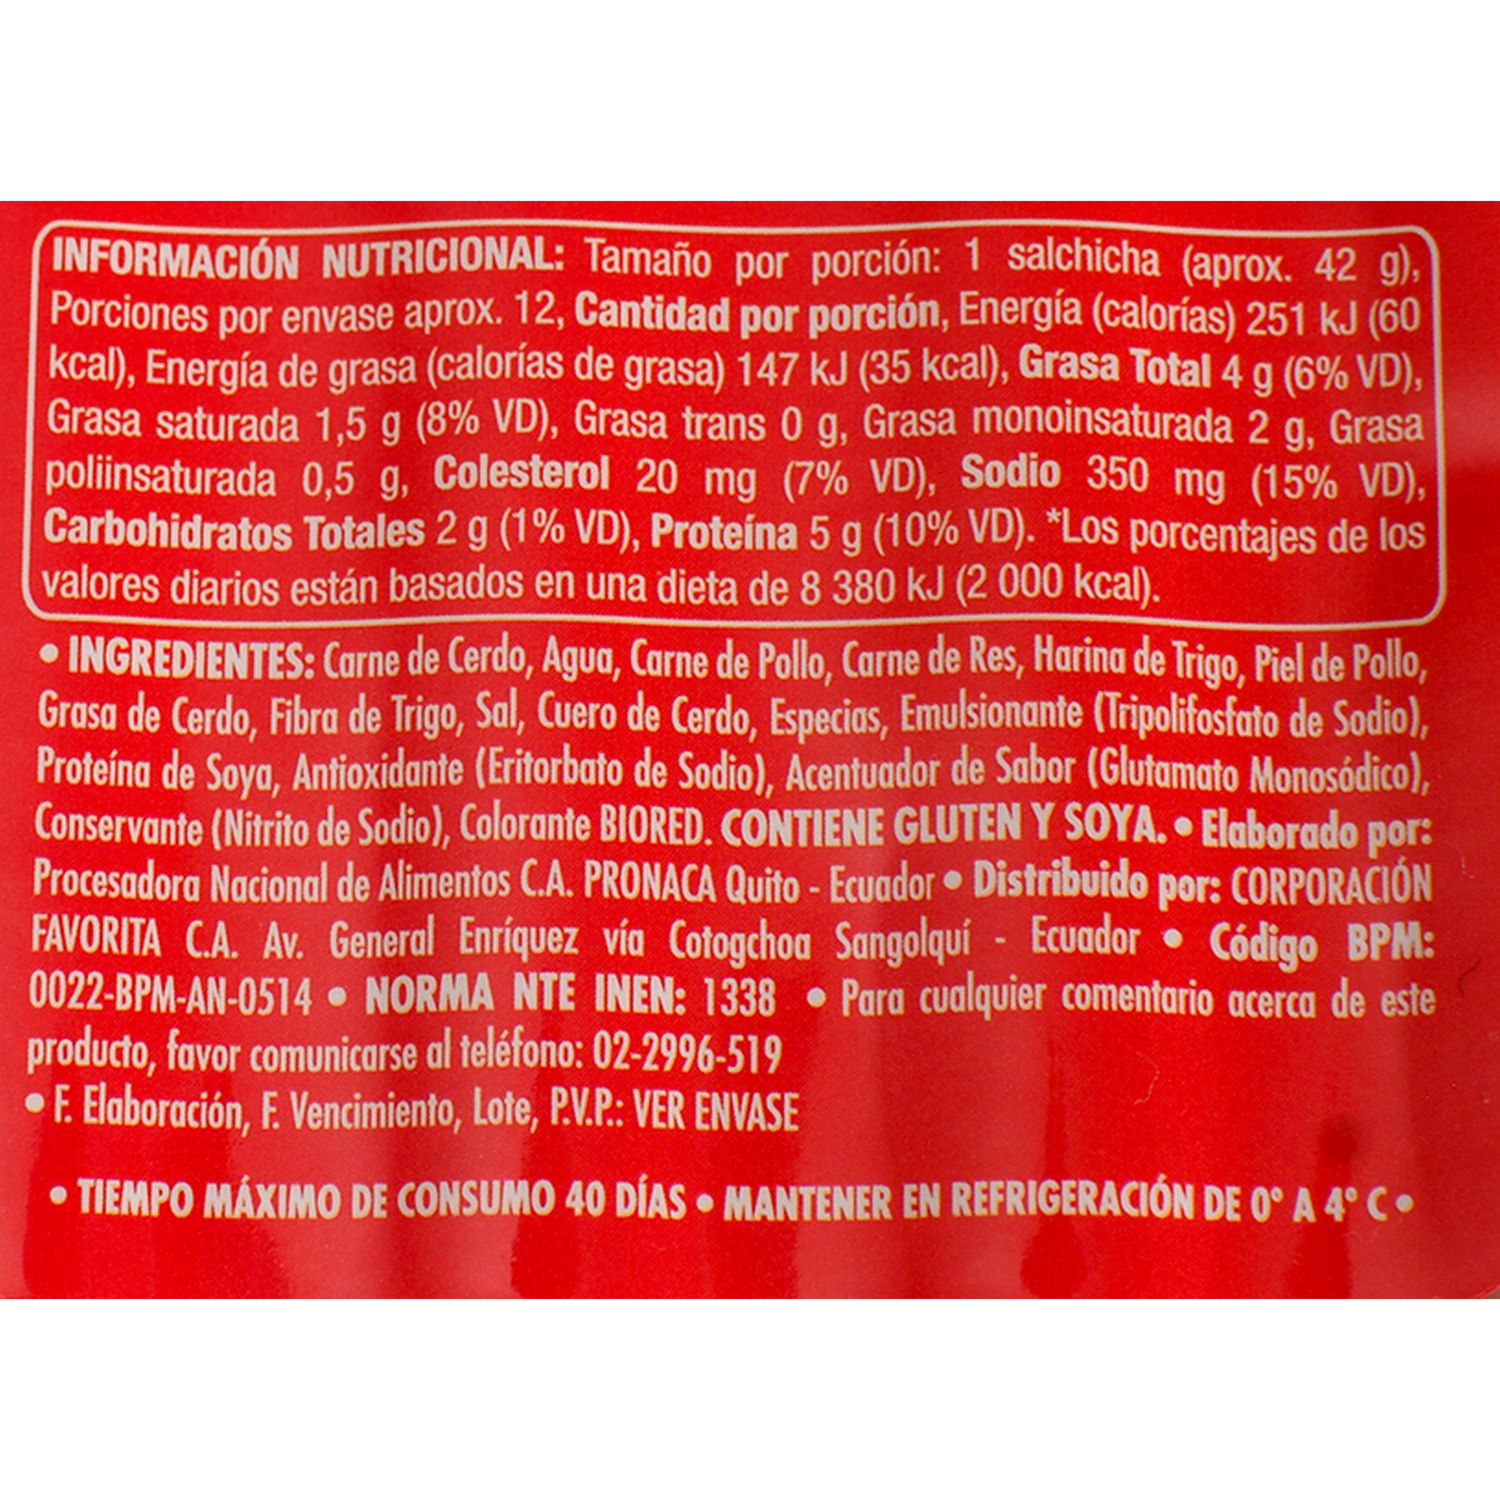 INFORMACIÓN NUTRICIONAL: Tamaño por porción: 1 salchicha (aprox. 42 g),
Porciones por envase aprox. 12, Cantidad por porción, Energía (calorías) 251 kJ (60
kcal), Energía de grasa (calorías de grasa) 147 kJ (35 kcal), Grasa Total 4 g (6% VD),
Grasa saturada 1,5 g (8% VD), Grasa trans 0 g, Grasa monoinsaturada 2 g, Grasa
poliinsaturada 0,5 g, Colesterol 20 mg (7% VD), Sodio 350 mg (15% VD),
Carbohidratos Totales 2 g (1% VD), Proteína 5 g (10% VD). *Los porcentajes de los
valores diarios están basados en una dieta de 8 380 kJ (2 000 kcal).
• INGREDIENTES: Carne de Cerdo, Agua, Carne de Pollo, Carne de Res, Harina de Trigo, Piel de Pollo,
Grasa de Cerdo, Fibra de Trigo, Sal, Cuero de Cerdo, Especias, Emulsionante (Tripolifosfato de Sodio),
Proteína de Soya, Antioxidante (Eritorbato de Sodio), Acentuador de Sabor (Glutamato Monosódico),
Conservante (Nitrito de Sodio), Colorante BIORED. CONTIENE GLUTEN Y SOYA. • Elaborado por:
Procesadora Nacional de Alimentos C.A. PRONACA Quito - Ecuador • Distribuido por: CORPORACIÓN
FAVORITA C.A. Av. General Enríquez vía Cotogchoa Sangolquí - Ecuador • Código BPM:
0022-BPM-AN-0514 • NORMA NTE INEN: 1338 • Para cualquier comentario acerca de este
producto, favor comunicarse al teléfono: 02-2996-519
• F. Elaboración, F. Vencimiento, Lote, P.V.P.: VER ENVASE
• TIEMPO MÁXIMO DE CONSUMO 40 DÍAS • MANTENER EN REFRIGERACIÓN DE 0° A 4° C •